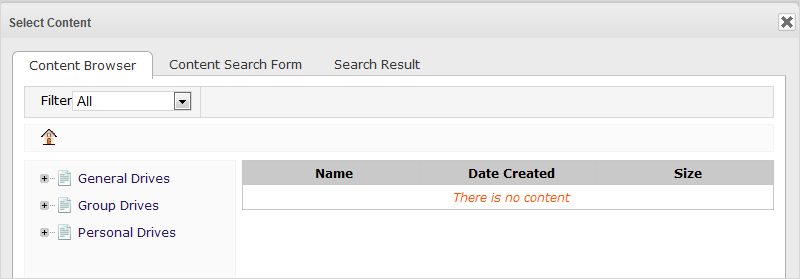 Select Content
Content Browser Content Search Form Search Result
Filter All
General Drives
Group Drives
Personal Drives
Name Date Created Size
There is no content